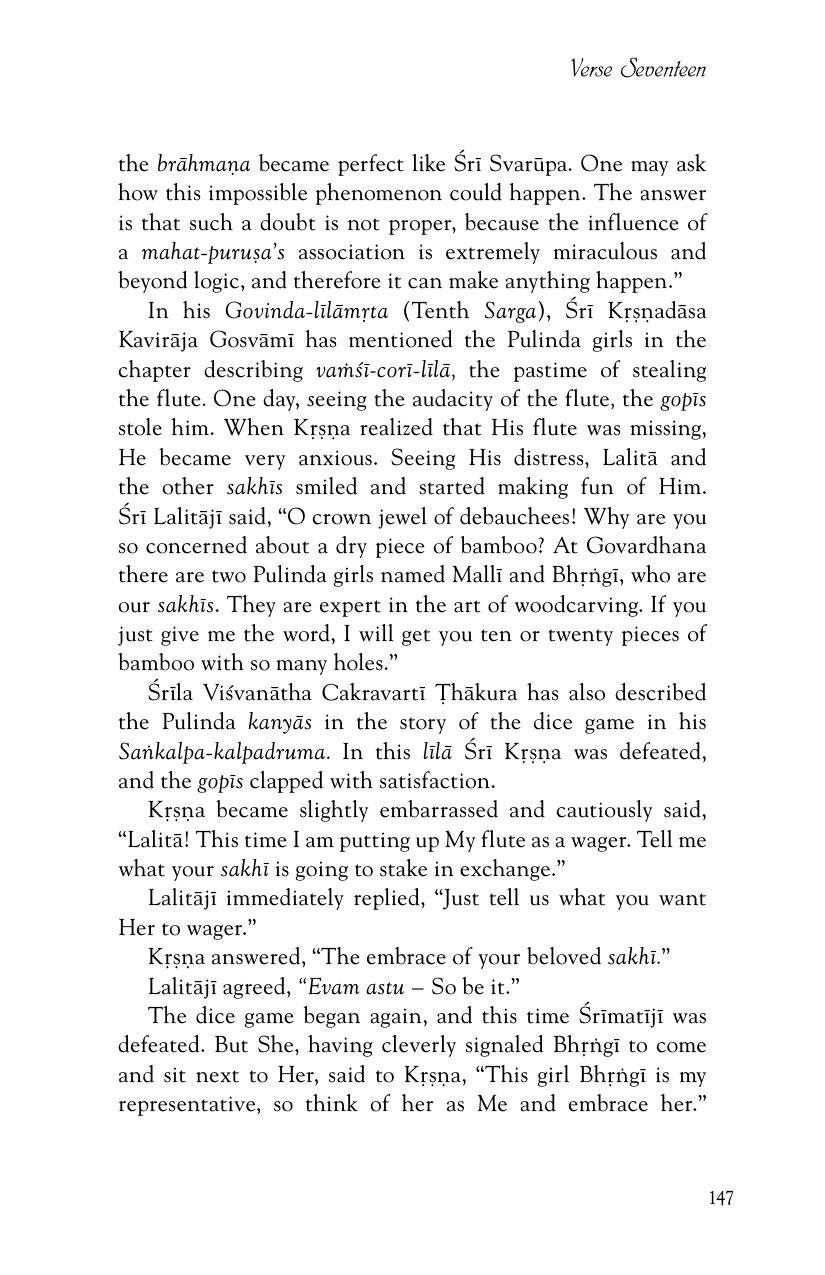 Verse Seventeen
the brāhmaṇa became perfect like Śrī Svarūpa. One may ask
how this impossible phenomenon could happen. The answer
is that such a doubt is not proper, because the influence of
a mahat-puruṣa’s association is extremely miraculous and
beyond logic, and therefore it can make anything happen.”
In his Govinda-līlāmṛta (Tenth Sarga), Śrī Kṛṣṇadāsa
Kavirāja Gosvāmī has mentioned the Pulinda girls in the
chapter describing vaṁśī-corī-līlā, the pastime of stealing
the flute. One day, seeing the audacity of the flute, the gopīs
stole him. When Kṛṣṇa realized that His flute was missing,
He became very anxious. Seeing His distress, Lalitā and
the other sakhīs smiled and started making fun of Him.
Śrī Lalitājī said, “O crown jewel of debauchees! Why are you
so concerned about a dry piece of bamboo? At Govardhana
there are two Pulinda girls named Mallī and Bhṛṅgī, who are
our sakhīs. They are expert in the art of woodcarving. If you
just give me the word, I will get you ten or twenty pieces of
bamboo with so many holes.”
Śrīla Viśvanātha Cakravartī Ṭhākura has also described
the Pulinda kanyās in the story of the dice game in his
Saṅkalpa-kalpadruma. In this līlā Śrī Kṛṣṇa was defeated,
and the gopīs clapped with satisfaction.
Kṛṣṇa became slightly embarrassed and cautiously said,
“Lalitā! This time I am putting up My flute as a wager. Tell me
what your sakhī is going to stake in exchange.”
Lalitājī immediately replied, “Just tell us what you want
Her to wager.”
Kṛṣṇa answered, “The embrace of your beloved sakhī.”
Lalitājī agreed, “Evam astu – So be it.”
The dice game began again, and this time Śrīmatījī was
defeated. But She, having cleverly signaled Bhṛṅgī to come
and sit next to Her, said to Kṛṣṇa, “This girl Bhṛṅgī is my
representative, so think of her as Me and embrace her.”
147